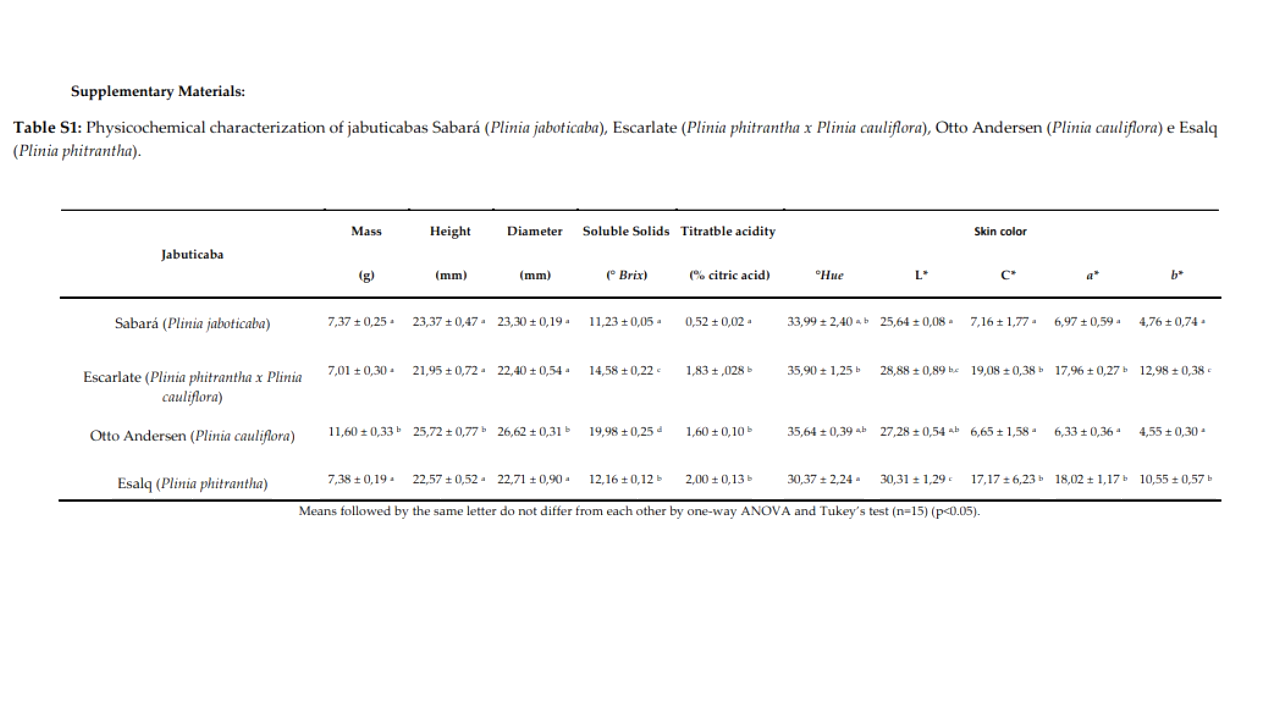 Supplementary Materials:
Table S1: Physicochemical characterization of jabuticabas Sabará (Plinia jaboticaba), Escarlate (Plinia phitrantha x Plinia cauliflora), Otto Andersen (Plinia cauliflora) e Esalq
(Plinia phitrantha).
Jabuticaba Mass Height Diameter Soluble Solids Titratble acidity Skin color
(g) (mm) (mm) (° Brix) (% citric acid) °Hue L* C* a* b*
Sabará (Plinia jaboticaba) 7,37 ± 0,25 a 23,37 ± 0,47 a 23,30 ± 0,19 a 11,23 ± 0,05 a 0,52 ± 0,02 a 33,99 ± 2,40 a, b 25,64 ± 0,08 a 7,16 ± 1,77 a 6,97 ± 0,59 a 4,76 ± 0,74 a
Escarlate (Plinia phitrantha x Plinia 7,01 ± 0,30 a 21,95 ± 0,72 a 22,40 ± 0,54 a 14,58 ± 0,22 c 1,83 ± ,028 b 35,90 ± 1,25 b 28,88 ± 0,89 b,c 19,08 ± 0,38 b 17,96 ± 0,27 b 12,98 ± 0,38 c
cauliflora)
Otto Andersen (Plinia cauliflora) 11,60 ± 0,33 b 25,72 ± 0,77 b 26,62 ± 0,31 b 19,98 ± 0,25 d 1,60 ± 0,10 b 35,64 ± 0,39 a,b 27,28 ± 0,54 a,b 6,65 ± 1,58 a 6,33 ± 0,36 a 4,55 ± 0,30 a
Esalq (Plinia phitrantha) 7,38 ± 0,19 a 22,57 ± 0,52 a 22,71 ± 0,90 a 12,16 ± 0,12 b 2,00 ± 0,13 b 30,37 ± 2,24 a 30,31 ± 1,29 c 17,17 ± 6,23 b 18,02 ± 1,17 b 10,55 ± 0,57 b
Means followed by the same letter do not differ from each other by one-way ANOVA and Tukey's test (n=15) (p<0.05).